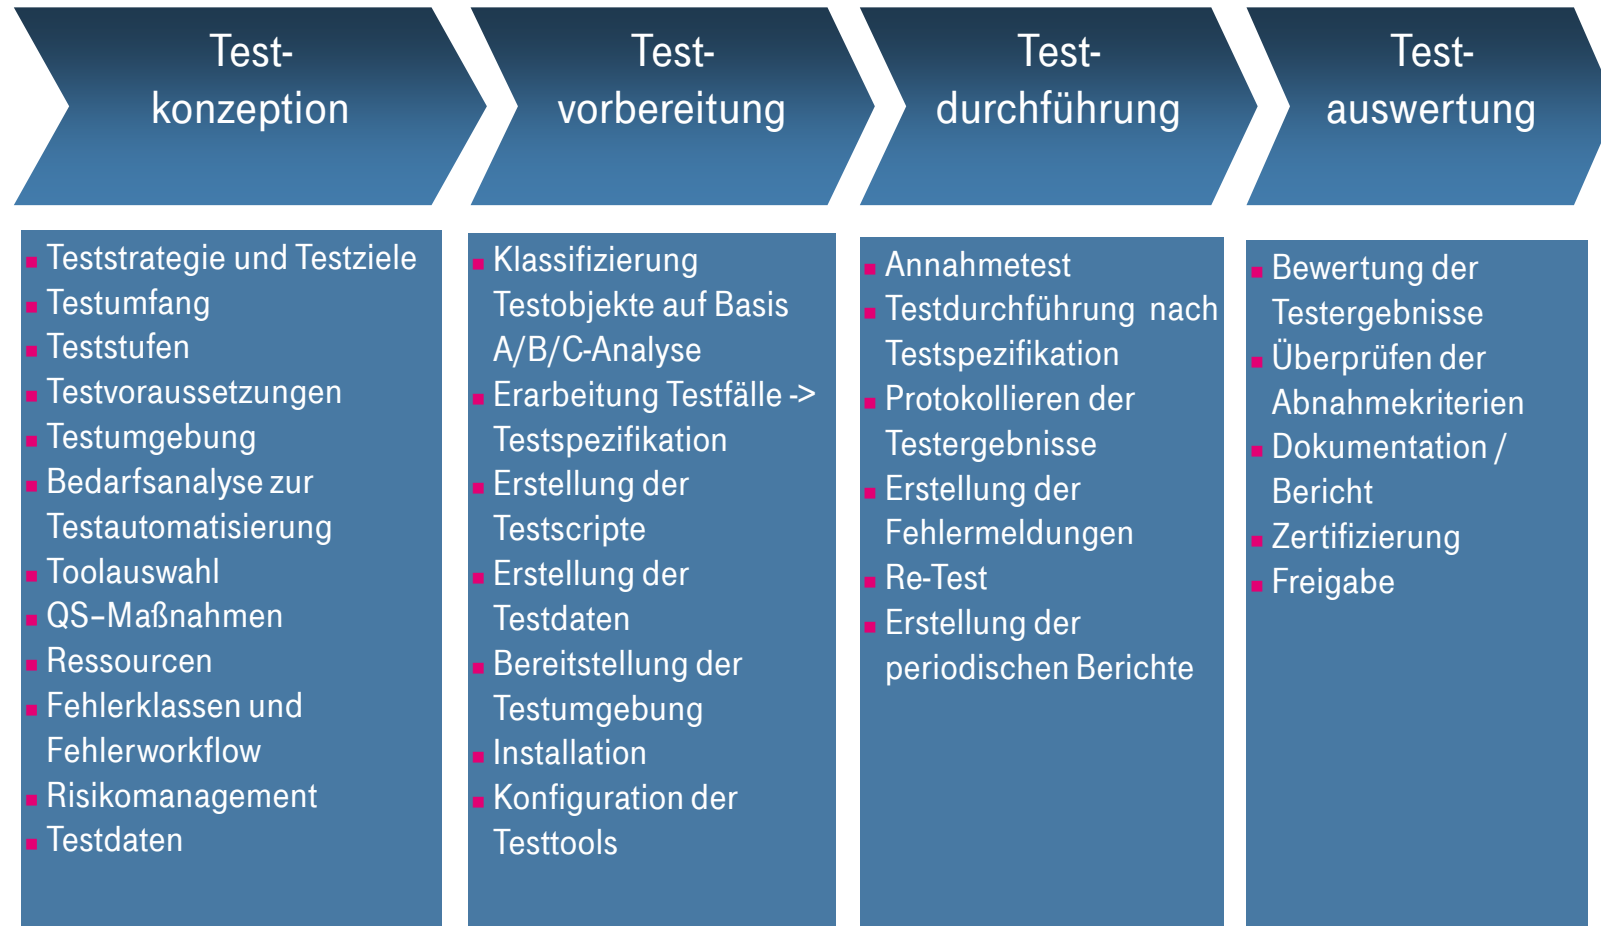 Test-
konzeption
Test-
vorbereitung
Test-
durchführung
Test-
auswertung
Teststrategie und Testziele
Testumfang
Teststufen
Testvoraussetzungen
Testumgebung
Bedarfsanalyse zur
Testautomatisierung
Toolauswahl
QS–Maßnahmen
Ressourcen
Fehlerklassen und
Fehlerworkflow
Risikomanagement
Testdaten
Klassifizierung
Testobjekte auf Basis
A/B/C-Analyse
Erarbeitung Testfälle ->
Testspezifikation
Erstellung der
Testscripte
Erstellung der
Testdaten
Bereitstellung der
Testumgebung
Installation
Konfiguration der
Testtools
Annahmetest
Testdurchführung nach
Testspezifikation
Protokollieren der
Testergebnisse
Erstellung der
Fehlermeldungen
Re-Test
Erstellung der
periodischen Berichte
Bewertung der
Testergebnisse
Überprüfen der
Abnahmekriterien
Dokumentation /
Bericht
Zertifizierung
Freigabe